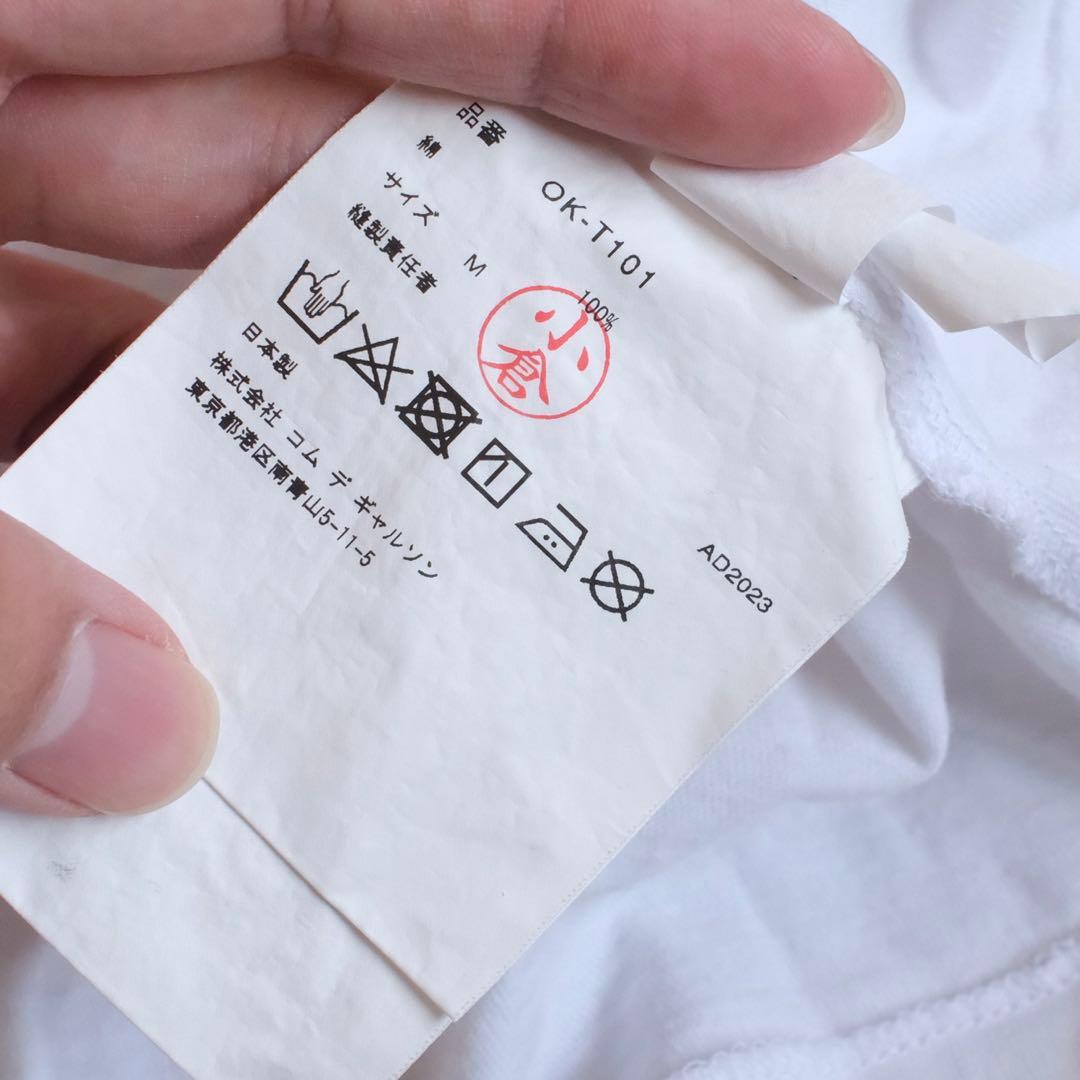 品番 OK-T101
綿 100%
サイズ M
縫製責任者
小倉
日本製
株式会社 コム デ ギャルソン
東京都港区南青山5-11-5
AD2023